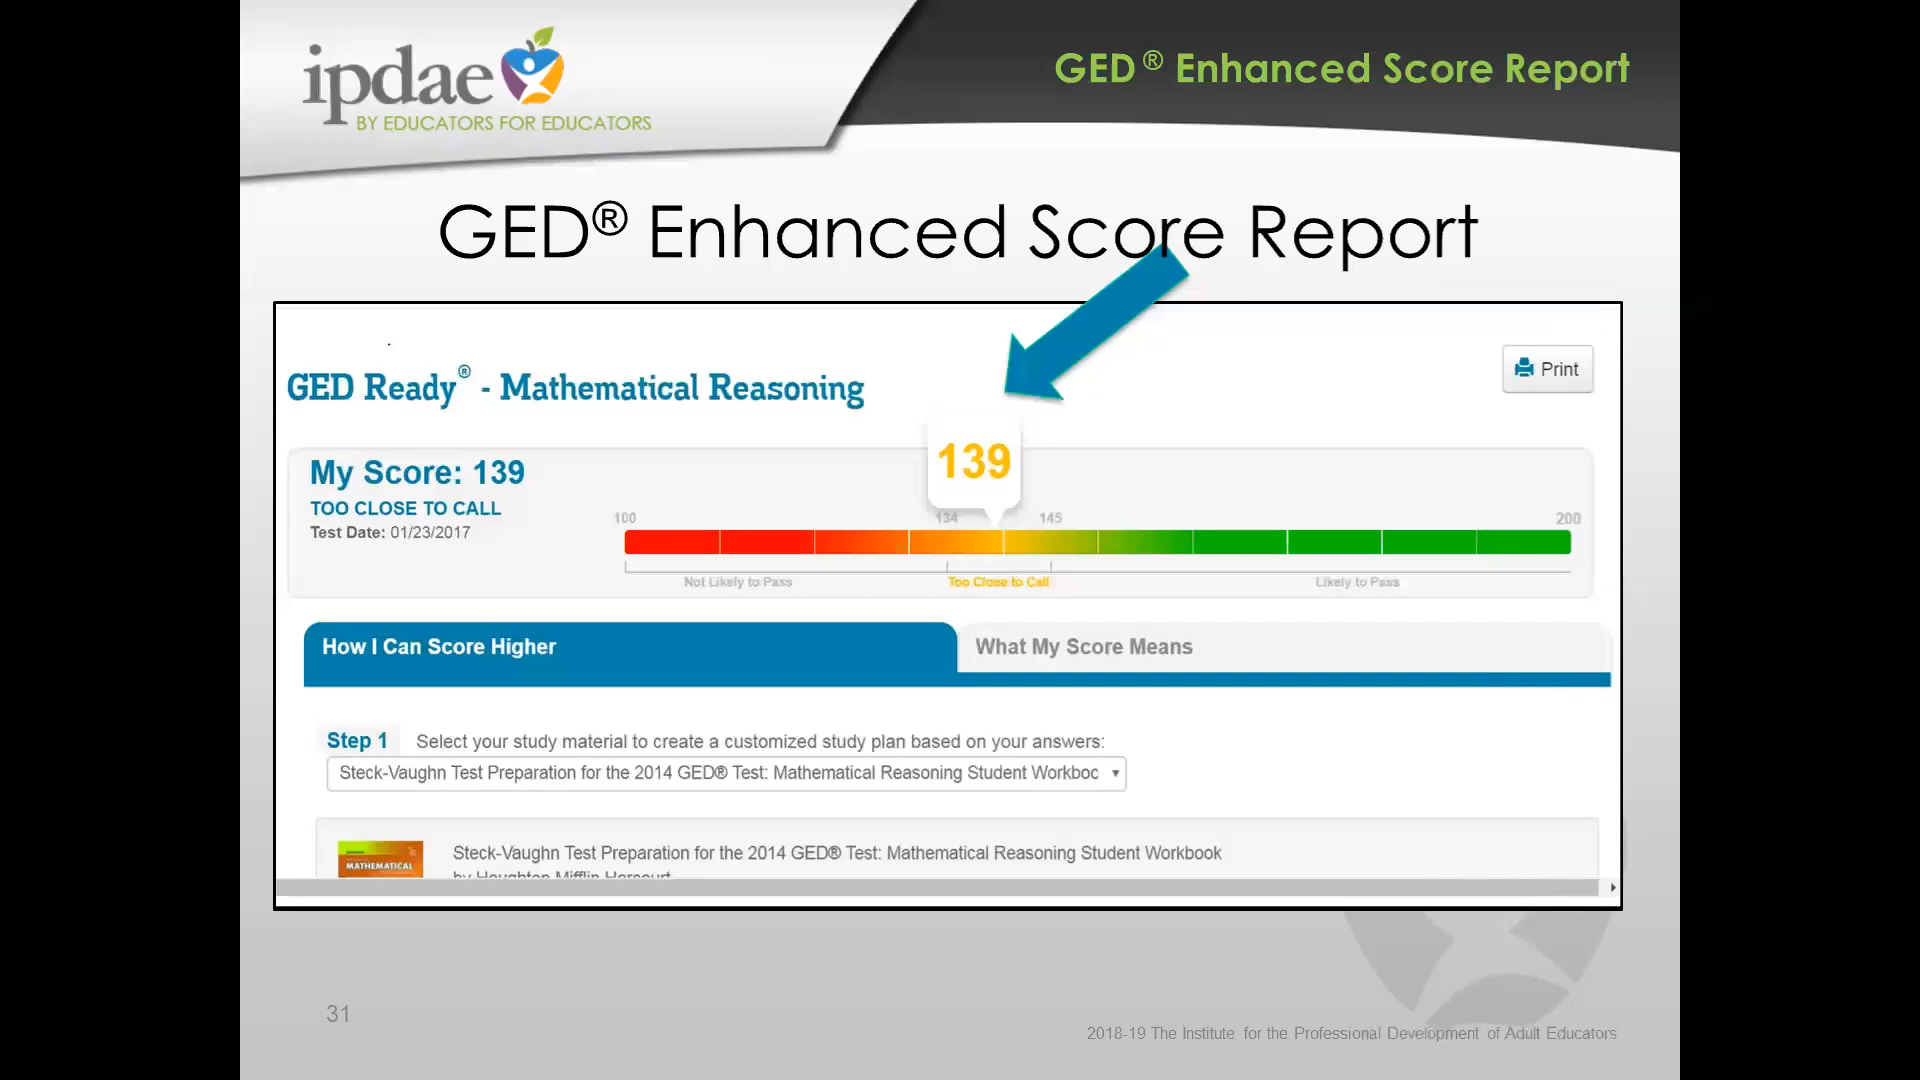 ipdae
BY EDUCATORS FOR EDUCATORS
GED ® Enhanced Score Report
GED® Enhanced Score Report
GED Ready® - Mathematical Reasoning
Print
My Score: 139
TOO CLOSE TO CALL
Test Date: 01/23/2017
139
100 134 145 200
Not Likely to Pass Too Close to Call Likely to Pass
How I Can Score Higher
What My Score Means
Step 1 Select your study material to create a customized study plan based on your answers:
Steck-Vaughn Test Preparation for the 2014 GED® Test: Mathematical Reasoning Student Workboc
MATHEMATICAL
Steck-Vaughn Test Preparation for the 2014 GED® Test: Mathematical Reasoning Student Workbook
by Houghton Mifflin Harcourt
31
2018-19 The Institute for the Professional Development of Adult Educators